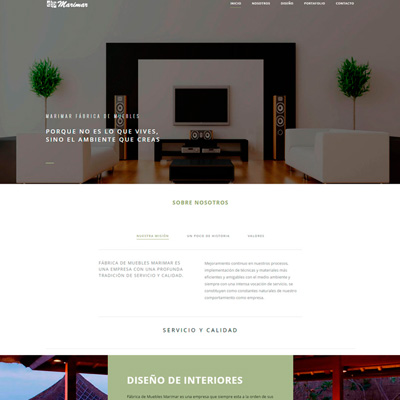 Marimar
INICIO NOSOTROS DISEÑO PORTAFOLIO CONTACTO
MARIMAR FÁBRICA DE MUEBLES
PORQUE NO ES LO QUE VIVES,
SINO EL AMBIENTE QUE CREAS
SOBRE NOSOTROS
NUESTRA MISIÓN UN POCO DE HISTORIA VALORES
FÁBRICA DE MUEBLES MARIMAR ES
UNA EMPRESA CON UNA PROFUNDA
TRADICIÓN DE SERVICIO Y CALIDAD.
Mejoramiento continuo en nuestros procesos,
implementación de técnicas y materiales más
eficientes y amigables con el medio ambiente y
siempre con una intensa vocación de servicio, se
constituyen como constantes naturales de nuestro
comportamiento como empresa.
SERVICIO Y CALIDAD
DISEÑO DE INTERIORES
Fábrica de Muebles Marimar es una empresa que siempre está a la orden de sus